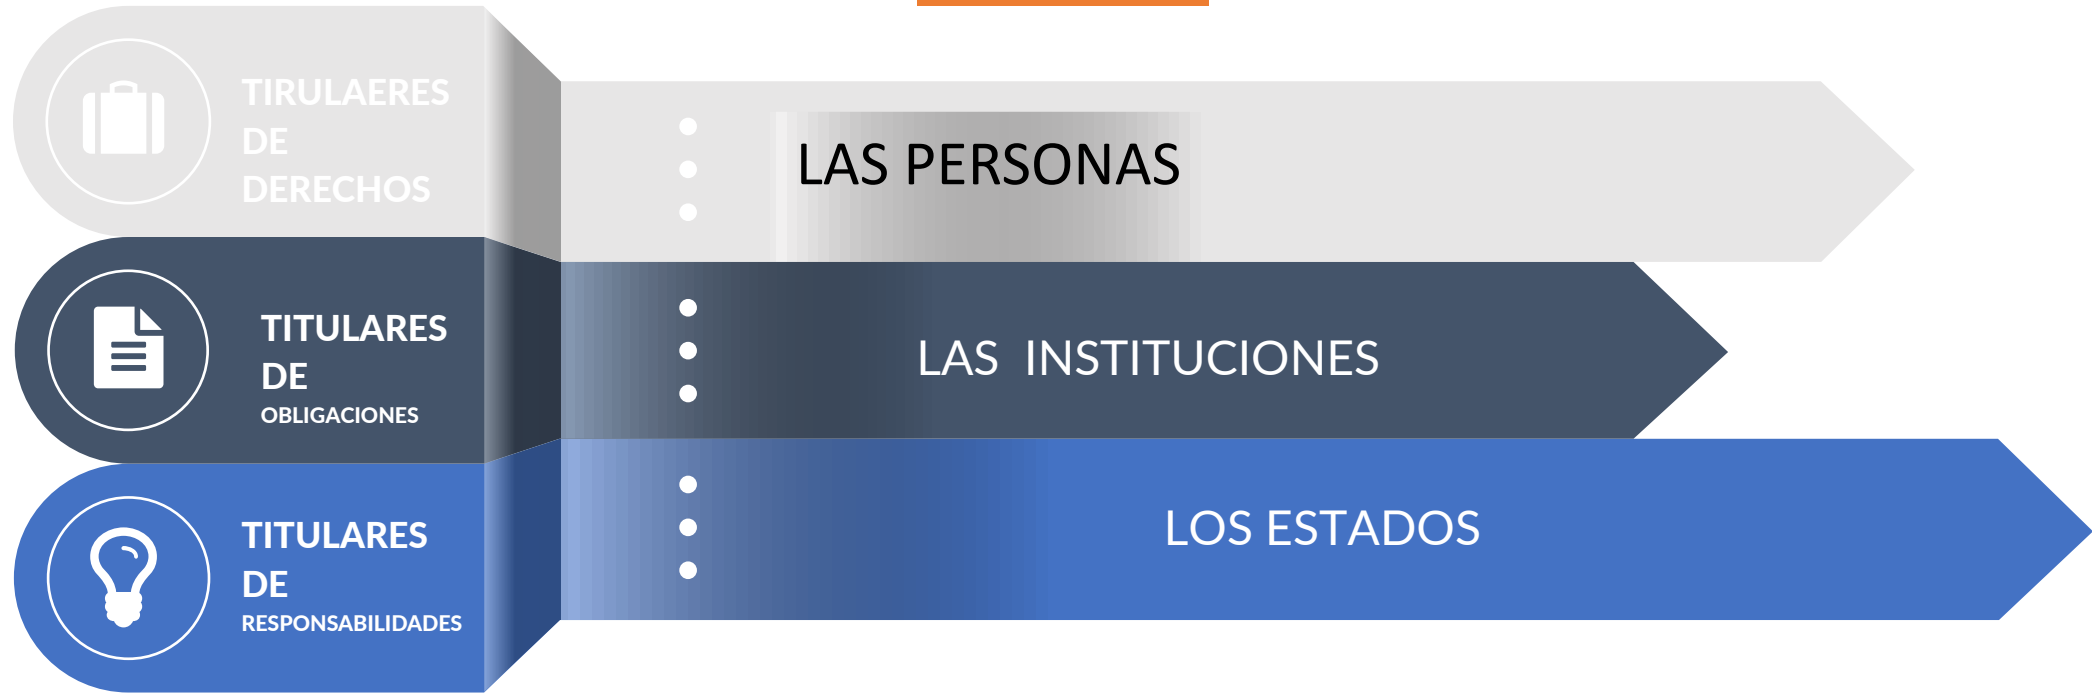 TIRULAERES
DE
DERECHOS
LAS PERSONAS
TITULARES
DE
OBLIGACIONES
LAS INSTITUCIONES
TITULARES
DE
RESPONSABILIDADES
LOS ESTADOS